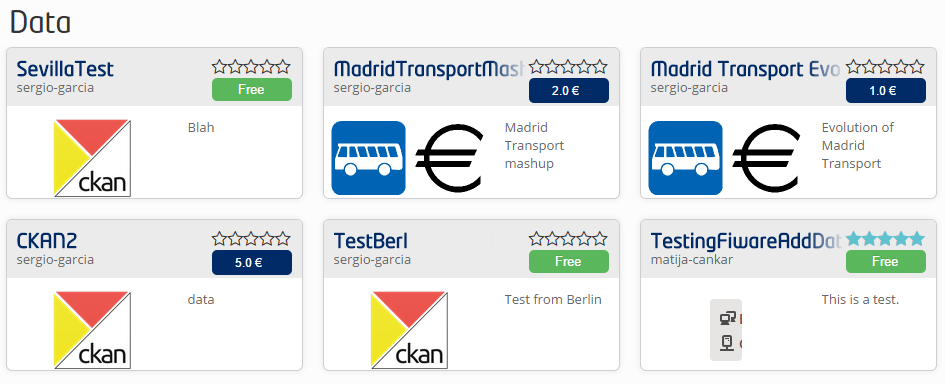 Data
SevillaTest
sergio-garcia
Free
ckan
Blah
MadridTransportMash
sergio-garcia
2.0 €
€
Madrid
Transport
mashup
Madrid Transport Evo
sergio-garcia
1.0 €
€
Evolution of
Madrid
Transport
CKAN2
sergio-garcia
5.0 €
ckan
data
TestBerl
sergio-garcia
Free
ckan
Test from Berlin
TestingFiwareAddDat
matija-cankar
Free
This is a test.